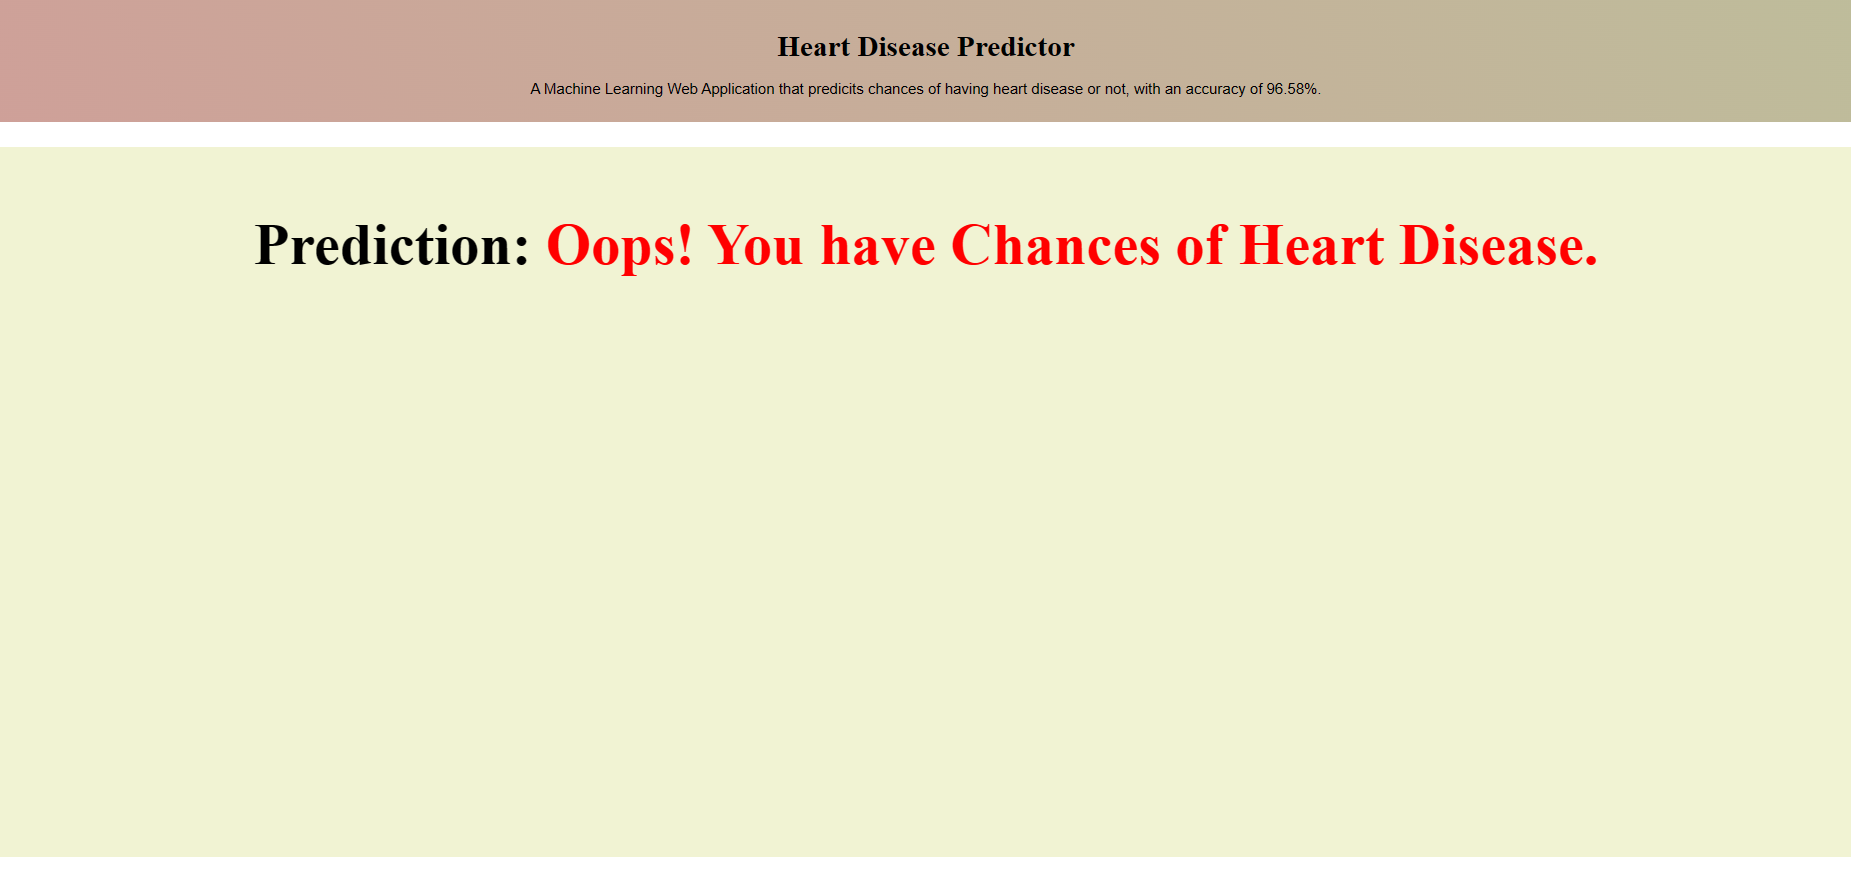 Heart Disease Predictor
A Machine Learning Web Application that predicits chances of having heart disease or not, with an accuracy of 96.58%.
Prediction: Oops! You have Chances of Heart Disease.